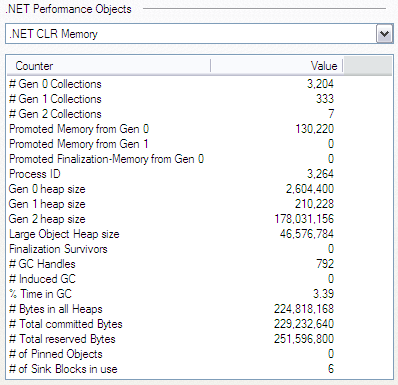 .NET Performance Objects
.NET CLR Memory
Counter Value
# Gen 0 Collections 3,204
# Gen 1 Collections 333
# Gen 2 Collections 7
Promoted Memory from Gen 0 130,220
Promoted Memory from Gen 1 0
Promoted Finalization-Memory from Gen 0 0
Process ID 3,264
Gen 0 heap size 2,604,400
Gen 1 heap size 210,228
Gen 2 heap size 178,031,156
Large Object Heap size 46,576,784
Finalization Survivors 0
# GC Handles 792
# Induced GC 0
% Time in GC 3.39
# Bytes in all Heaps 224,818,168
# Total committed Bytes 229,232,640
# Total reserved Bytes 251,596,800
# of Pinned Objects 0
# of Sink Blocks in use 6